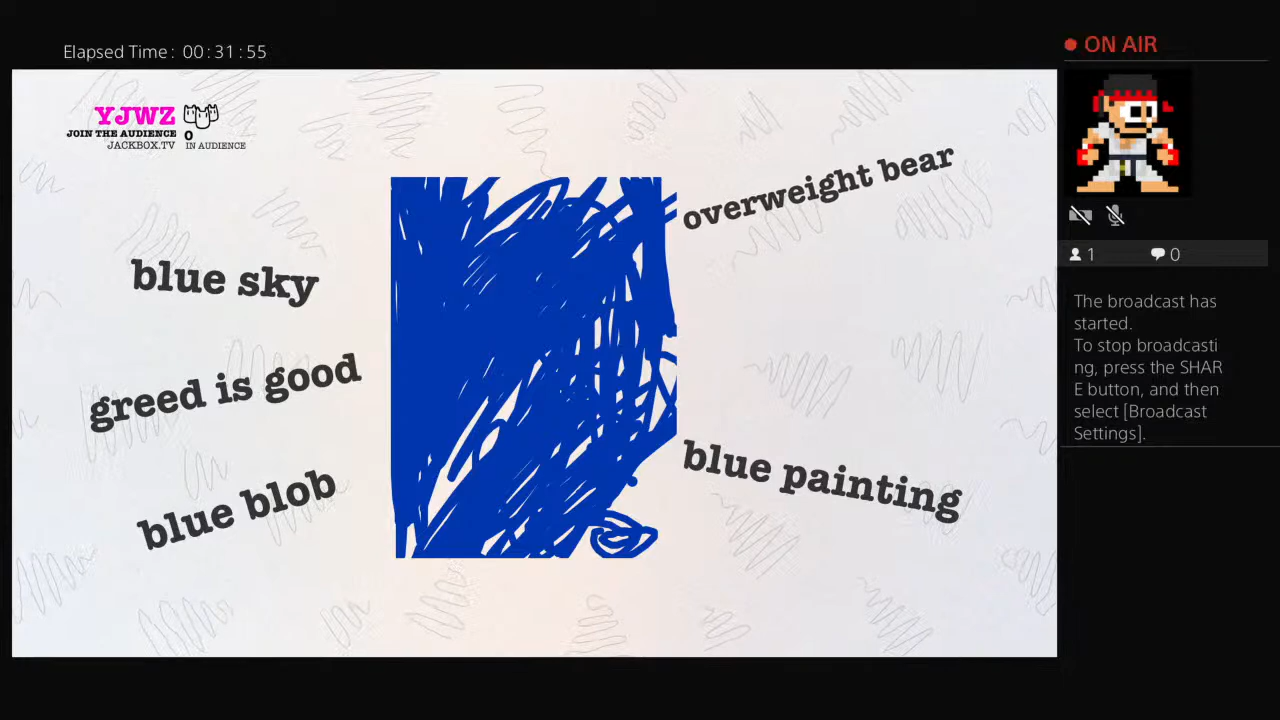 Elapsed Time: 00:31:55
ON AIR
YJWZ
JOIN THE AUDIENCE
JACKBOX.TV
0
IN AUDIENCE
overweight bear
blue sky
greed is good
blue blob
blue painting
1
0
The broadcast has
started.
To stop broadcasti
ng, press the SHAR
E button, and then
select [Broadcast
Settings].